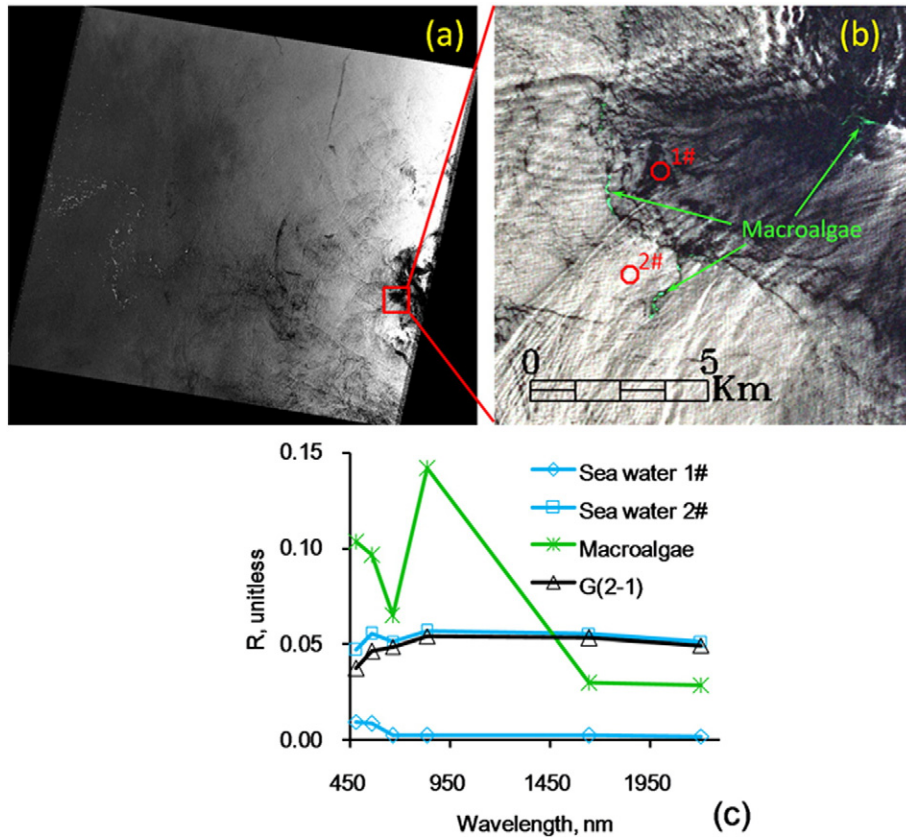 (a)
(b)
1#
Macroalgae
2#
0 5
Km
0.15
0.10
0.05
0.00
R, unitless
Sea water 1#
Sea water 2#
Macroalgae
G(2-1)
450 950 1450 1950
Wavelength, nm
(c)